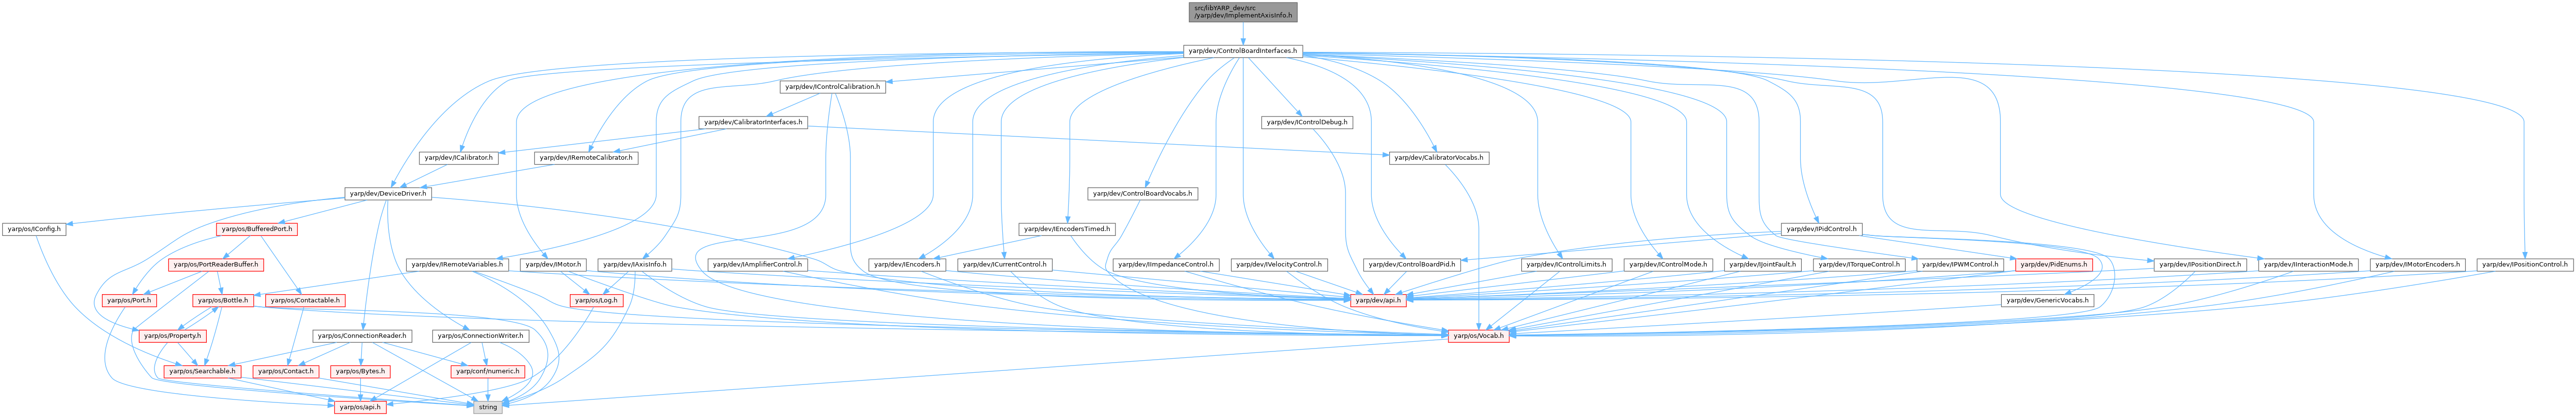 src/libYARP_dev/src
/yarp/dev/ImplementAxisInfo.h
yarp/dev/ControlBoardInterfaces.h
yarp/dev/IControlCalibration.h
yarp/dev/CalibratorInterfaces.h
yarp/dev/IControlDebug.h
yarp/dev/ICalibrator.h
yarp/dev/IRemoteCalibrator.h
yarp/dev/CalibratorVocabs.h
yarp/dev/DeviceDriver.h
yarp/dev/ControlBoardVocabs.h
yarp/os/IConfig.h
yarp/os/BufferedPort.h
yarp/dev/IEncodersTimed.h
yarp/dev/IPidControl.h
yarp/os/PortReaderBuffer.h
yarp/dev/IRemoteVariables.h
yarp/dev/IMotor.h
yarp/dev/IAxisInfo.h
yarp/dev/IAmplifierControl.h
yarp/dev/IEncoders.h
yarp/dev/ICurrentControl.h
yarp/dev/IImpedanceControl.h
yarp/dev/IVelocityControl.h
yarp/dev/ControlBoardPid.h
yarp/dev/IControlLimits.h
yarp/dev/IControlMode.h
yarp/dev/IJointFault.h
yarp/dev/ITorqueControl.h
yarp/dev/IPWMControl.h
yarp/dev/PidEnums.h
yarp/dev/IPositionDirect.h
yarp/dev/IInteractionMode.h
yarp/dev/IMotorEncoders.h
yarp/dev/IPositionControl.h
yarp/os/Port.h
yarp/os/Bottle.h
yarp/os/Contactable.h
yarp/os/Log.h
yarp/dev/api.h
yarp/dev/GenericVocabs.h
yarp/os/Property.h
yarp/os/ConnectionReader.h
yarp/os/ConnectionWriter.h
yarp/os/Vocab.h
yarp/os/Searchable.h
yarp/os/Contact.h
yarp/os/Bytes.h
yarp/conf/numeric.h
yarp/os/api.h
string